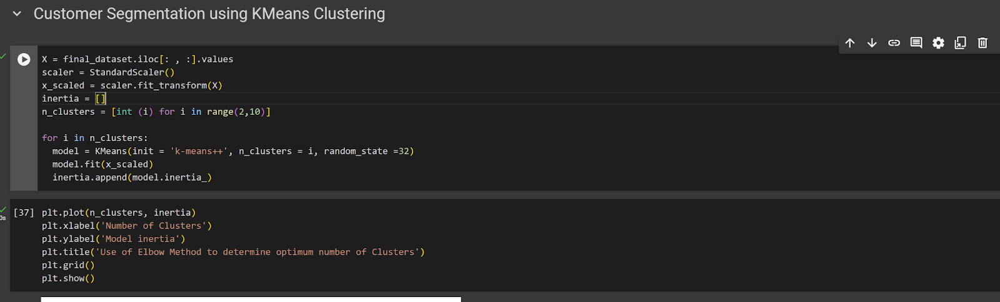 Customer Segmentation using KMeans Clustering
X = final_dataset.iloc[: , :].values
scaler = StandardScaler()
x_scaled = scaler.fit_transform(X)
inertia = []
n_clusters = [int (i) for i in range(2,10)]
for i in n_clusters:
  model = KMeans(init = 'k-means++', n_clusters = i, random_state =32)
  model.fit(x_scaled)
  inertia.append(model.inertia_)
[37] plt.plot(n_clusters, inertia)
0s
plt.xlabel('Number of Clusters')
plt.ylabel('Model inertia')
plt.title('Use of Elbow Method to determine optimum number of Clusters')
plt.grid()
plt.show()